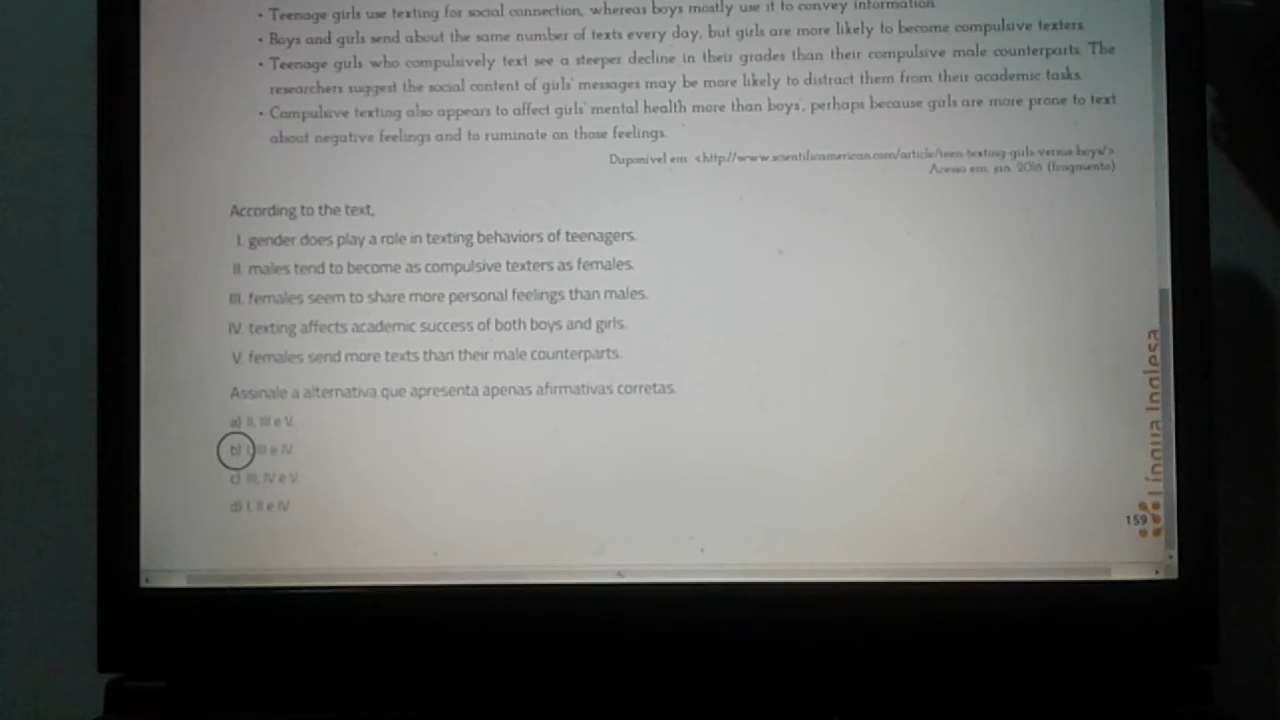 • Teenage girls use texting for social connection, whereas boys mostly use it to convey information.
• Boys and girls send about the same number of texts every day, but girls are more likely to become compulsive texters.
• Teenage girls who compulsively text see a steeper decline in their grades than their compulsive male counterparts. The
researchers suggest the social content of girls' messages may be more likely to distract them from their academic tasks.
• Compulsive texting also appears to affect girls' mental health more than boys', perhaps because girls are more prone to text
about negative feelings and to ruminate on those feelings.
Disponível em: <http://www.scientificamerican.com/article/teen-texting-girls-versus-boys/>.
Acesso em: jun. 2016 (fragmento)
According to the text,
I. gender does play a role in texting behaviors of teenagers.
II. males tend to become as compulsive texters as females.
III. females seem to share more personal feelings than males.
IV. texting affects academic success of both boys and girls.
V. females send more texts than their male counterparts.
Assinale a alternativa que apresenta apenas afirmativas corretas.
a) II, III e V.
b) I, III e IV.
c) III, IV e V.
d) I, II e IV.
Língua Inglesa
159